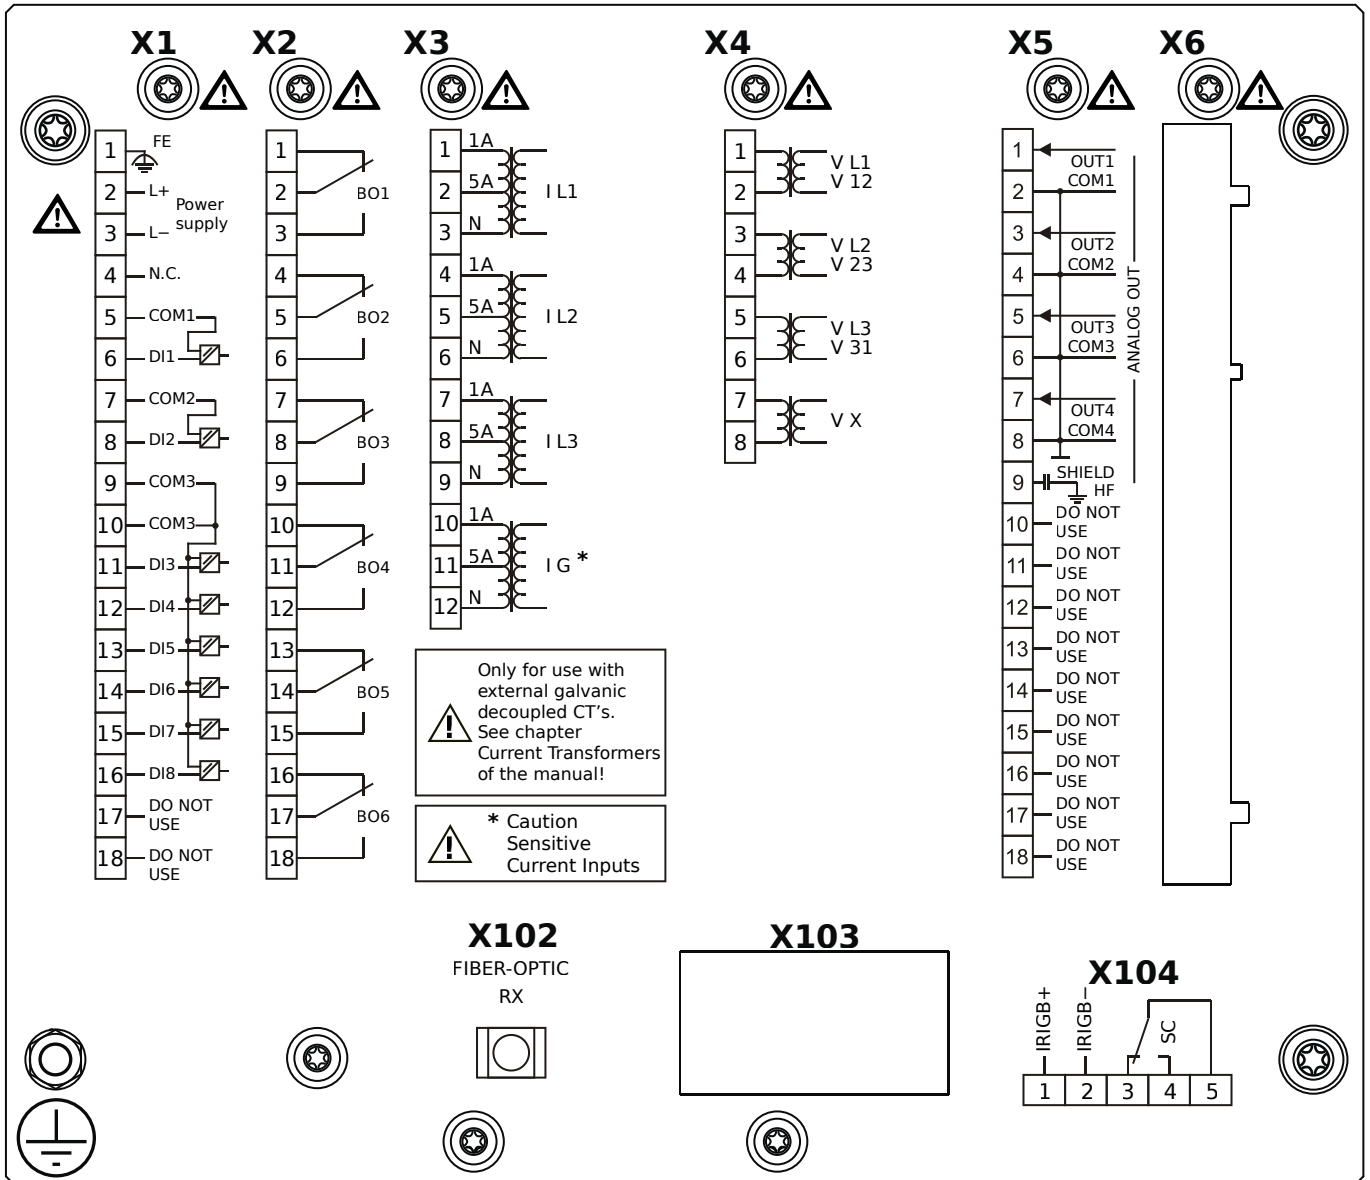 X1 X2 X3 X4 X5 X6
1 FE
2 L+
Power
supply
3 L−
4 N.C.
5 COM1
6 DI1
7 COM2
8 DI2
9 COM3
10 COM3
11 DI3
12 DI4
13 DI5
14 DI6
15 DI7
16 DI8
17 DO NOT
USE
18 DO NOT
USE
1
2 BO1
3
4
5 BO2
6
7
8 BO3
9
10
11 BO4
12
13
14 BO5
15
16
17 BO6
18
1 1A
2 5A I L1
3 N
4 1A
5 5A I L2
6 N
7 1A
8 5A I L3
9 N
10 1A
11 5A I G *
12 N
Only for use with
external galvanic
decoupled CT's.
See chapter
Current Transformers
of the manual!
* Caution
Sensitive
Current Inputs
1 V L1
2 V 12
3 V L2
4 V 23
5 V L3
6 V 31
7 V X
8
1 OUT1
2 COM1
3 OUT2
4 COM2
5 OUT3
6 COM3
7 OUT4
8 COM4
ANALOG OUT
9 SHIELD
HF
10 DO NOT
USE
11 DO NOT
USE
12 DO NOT
USE
13 DO NOT
USE
14 DO NOT
USE
15 DO NOT
USE
16 DO NOT
USE
17 DO NOT
USE
18 DO NOT
USE
X102
FIBER-OPTIC
RX
X103
X104
IRIGB+
IRIGB−
SC
1 2 3 4 5